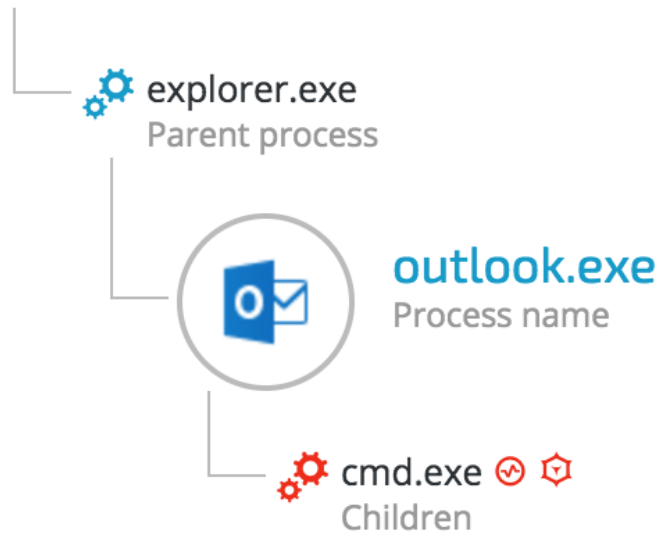 explorer.exe
Parent process
outlook.exe
Process name
cmd.exe
Children